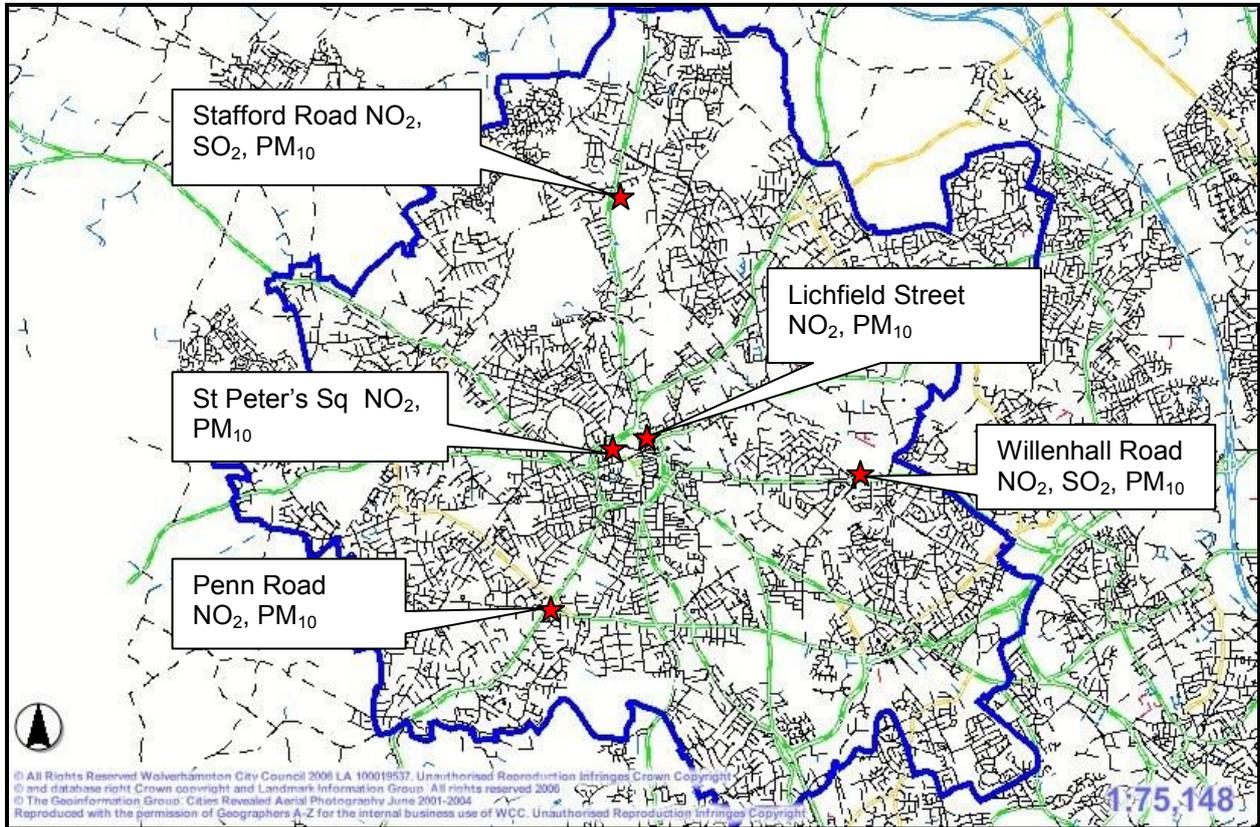 Stafford Road NO₂,
SO₂, PM₁₀
Lichfield Street
NO₂, PM₁₀
St Peter's Sq NO₂,
PM₁₀
Willenhall Road
NO₂, SO₂, PM₁₀
Penn Road
NO₂, PM₁₀
© All Rights Reserved Wolverhampton City Council 2006 LA 100019537. Unauthorised Reproduction Infringes Crown Copyright
© and database right Crown copyright and Landmark Information Group. All rights reserved 2006
© The Geoinformation Group. Cities Revealed Aerial Photography June 2001-2004
Reproduced with the permission of Geographers A-Z for the internal business use of WCC. Unauthorised Reproduction Infringes Copyright
1:75,148